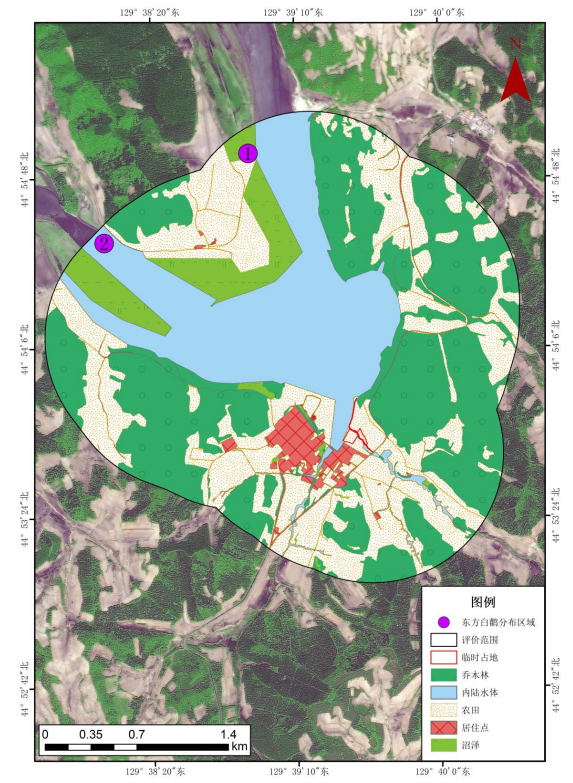 129° 38′20″东
129° 39′10″东
129° 40′0″东
N
44° 54′48″北
44° 54′48″北
1
2
44° 54′6″北
44° 54′6″北
44° 53′24″北
44° 53′24″北
44° 52′42″北
44° 52′42″北
图例
东方白鹳分布区域
评价范围
临时占地
乔木林
内陆水体
农田
居住点
沼泽
0 0.35 0.7 1.4
km
129° 38′20″东
129° 39′10″东
129° 40′0″东